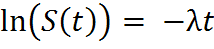 ln(S(t)) = −λt